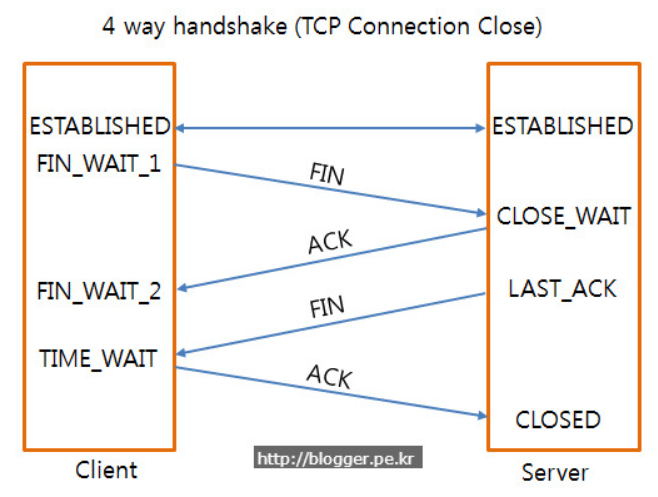 4 way handshake (TCP Connection Close)
ESTABLISHED
ESTABLISHED
FIN_WAIT_1
FIN
CLOSE_WAIT
ACK
FIN_WAIT_2
LAST_ACK
FIN
TIME_WAIT
ACK
CLOSED
http://blogger.pe.kr
Client
Server